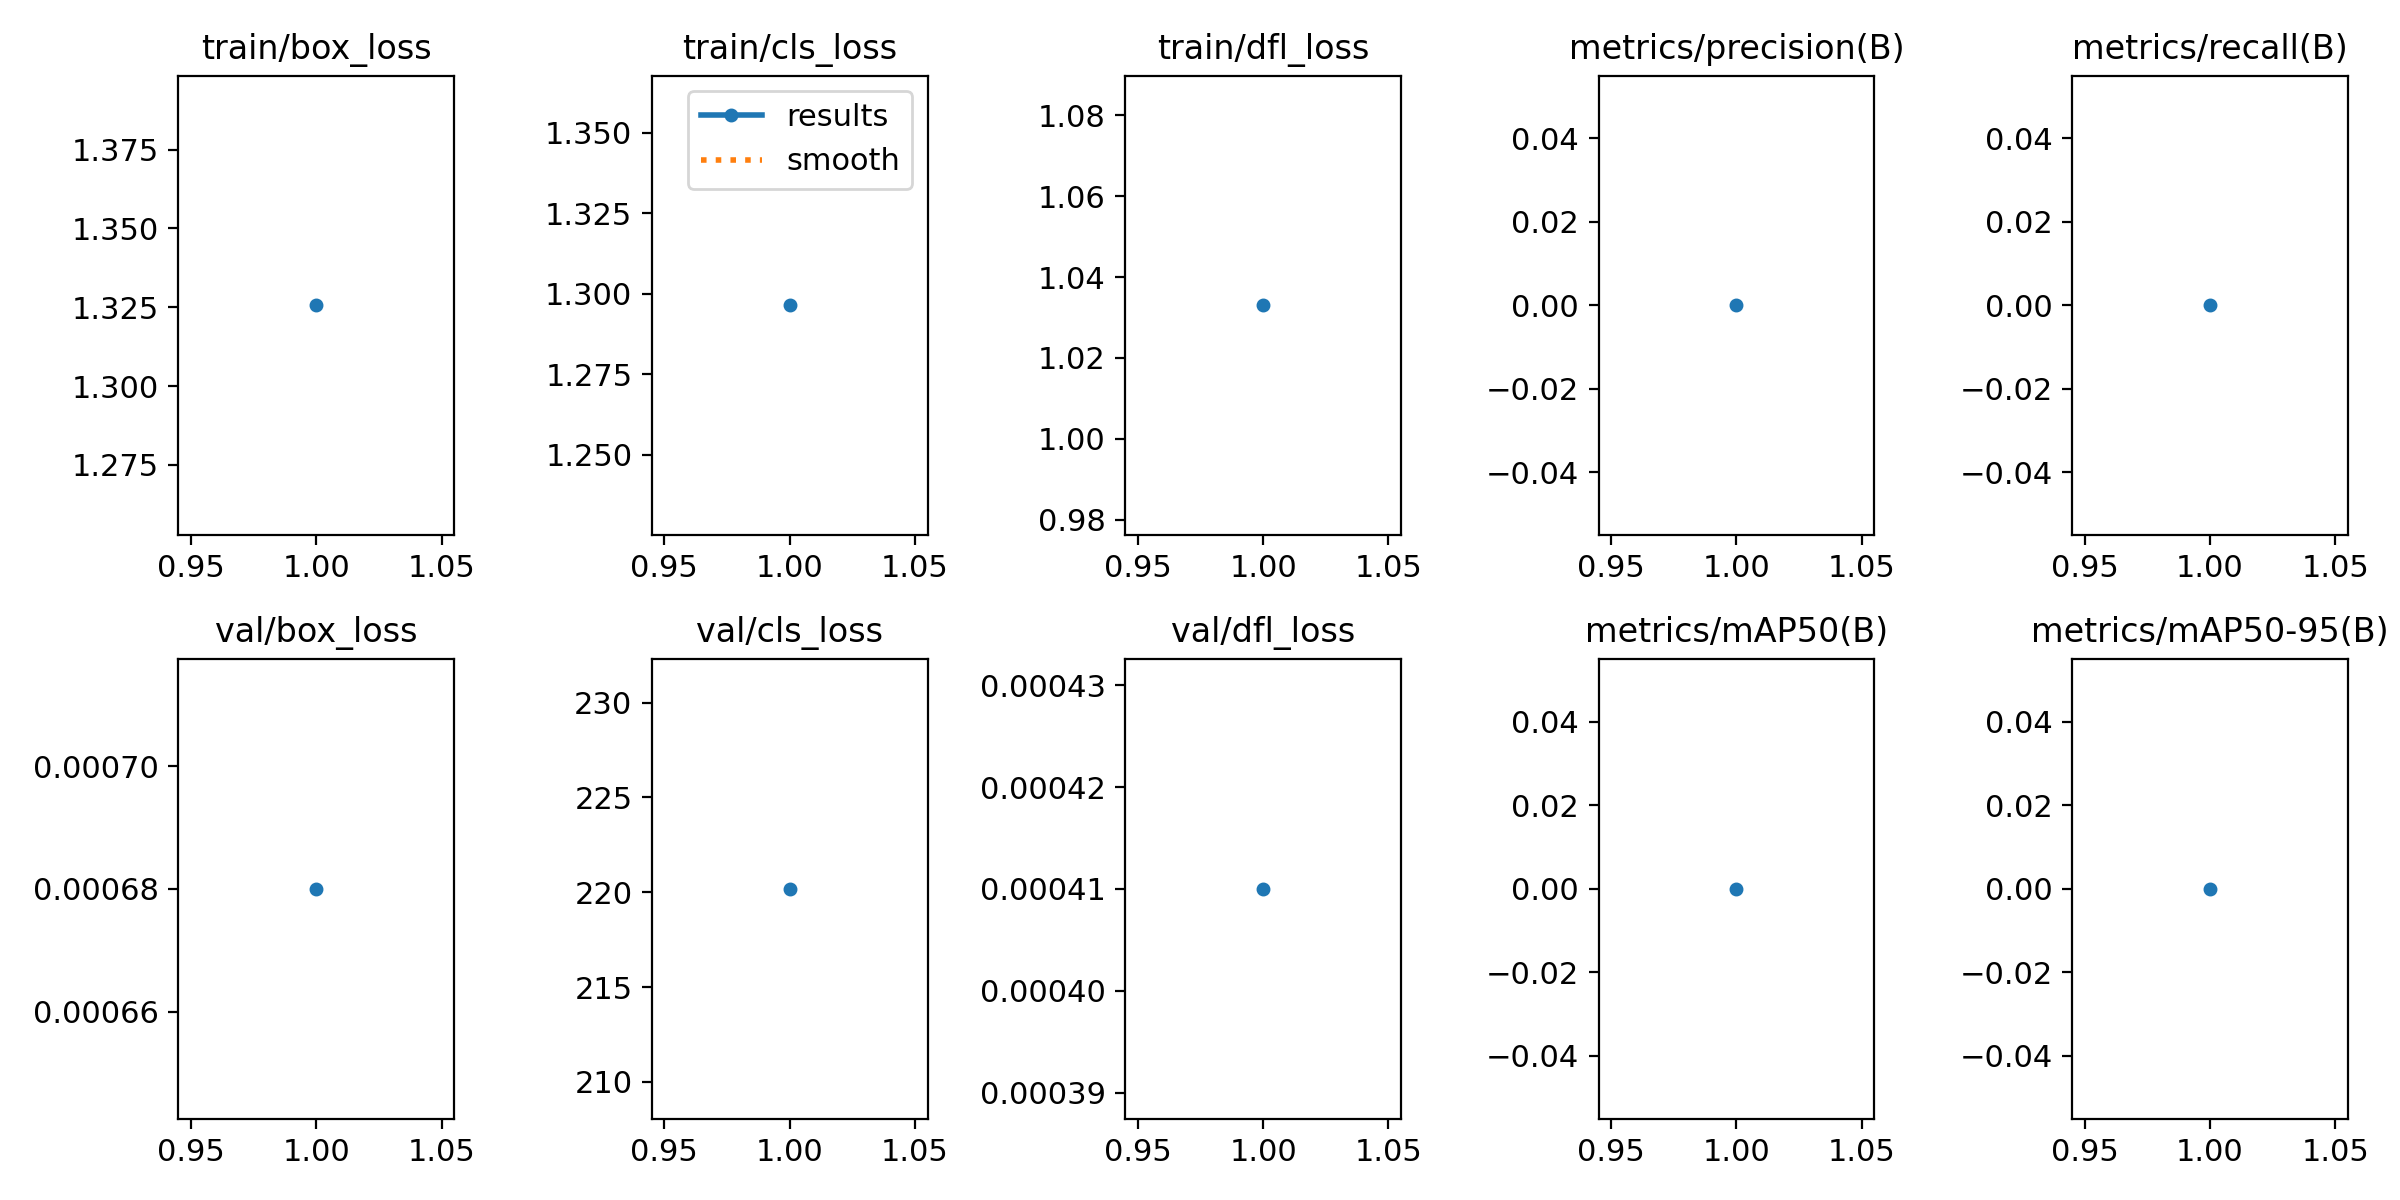 train/box_loss
train/cls_loss
train/dfl_loss
metrics/precision(B)
metrics/recall(B)
1.375
1.350
1.325
1.300
1.275
0.95 1.00 1.05
results
smooth
1.350
1.325
1.300
1.275
1.250
0.95 1.00 1.05
1.08
1.06
1.04
1.02
1.00
0.98
0.95 1.00 1.05
0.04
0.02
0.00
−0.02
−0.04
0.95 1.00 1.05
0.04
0.02
0.00
−0.02
−0.04
0.95 1.00 1.05
val/box_loss
val/cls_loss
val/dfl_loss
metrics/mAP50(B)
metrics/mAP50-95(B)
0.00070
0.00068
0.00066
0.95 1.00 1.05
230
225
220
215
210
0.95 1.00 1.05
0.00043
0.00042
0.00041
0.00040
0.00039
0.95 1.00 1.05
0.04
0.02
0.00
−0.02
−0.04
0.95 1.00 1.05
0.04
0.02
0.00
−0.02
−0.04
0.95 1.00 1.05